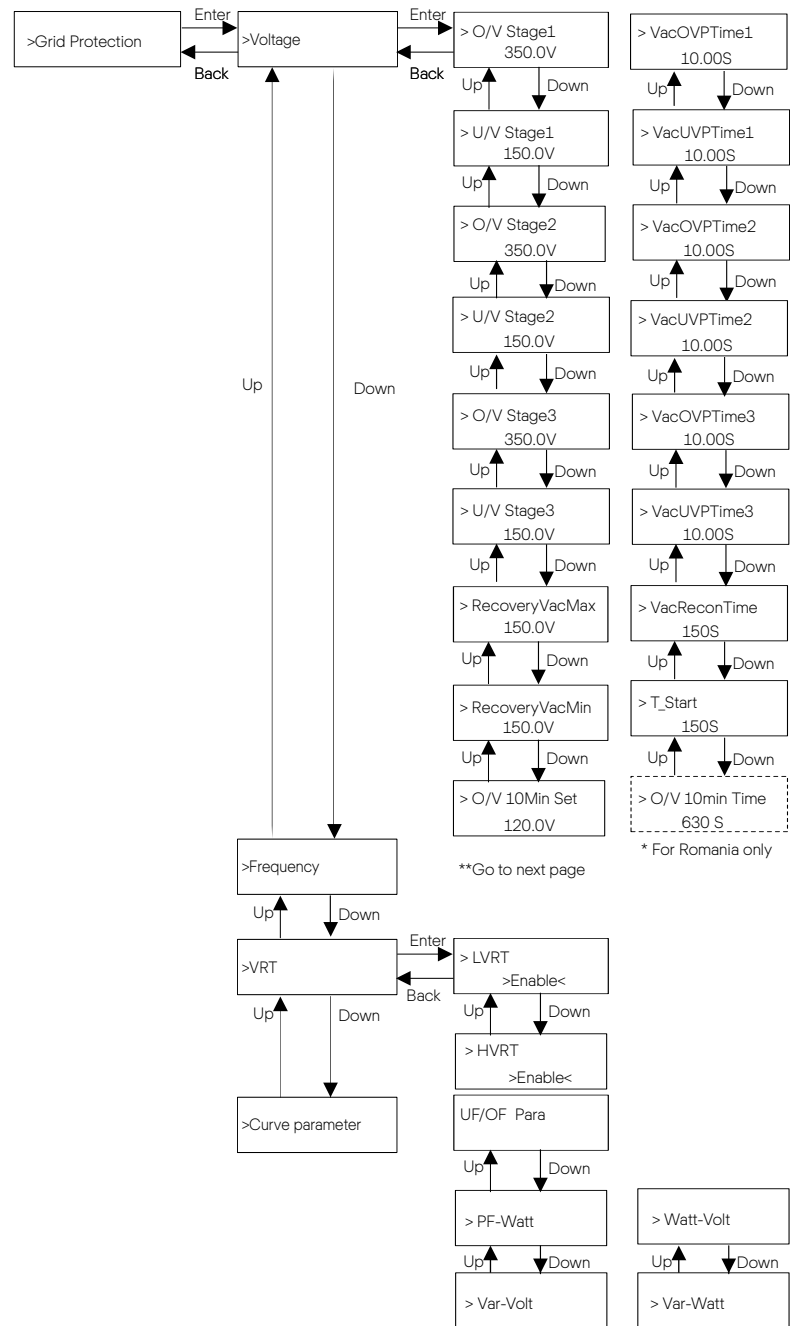 >Grid Protection
Enter
Back
>Voltage
Enter
Back
> O/V Stage1
350.0V
Up
Down
> U/V Stage1
150.0V
Up
Down
> O/V Stage2
350.0V
Up
Down
> U/V Stage2
150.0V
Up
Down
> O/V Stage3
350.0V
Up
Down
> U/V Stage3
150.0V
Up
Down
> RecoveryVacMax
150.0V
Up
Down
> RecoveryVacMin
150.0V
Up
Down
> O/V 10Min Set
120.0V
**Go to next page
> VacOVPTime1
10.00S
Up
Down
> VacUVPTime1
10.00S
Up
Down
> VacOVPTime2
10.00S
Up
Down
> VacUVPTime2
10.00S
Up
Down
> VacOVPTime3
10.00S
Up
Down
> VacUVPTime3
10.00S
Up
Down
> VacReconTime
150S
Up
Down
> T_Start
150S
Up
Down
> O/V 10min Time
630 S
* For Romania only
Up
Down
>Frequency
Up
Down
>VRT
Enter
Back
> LVRT
>Enable<
Up
Down
> HVRT
>Enable<
Up
Down
>Curve parameter
UF/OF Para
Up
Down
> PF-Watt
Up
Down
> Var-Volt
> Watt-Volt
Up
Down
> Var-Watt